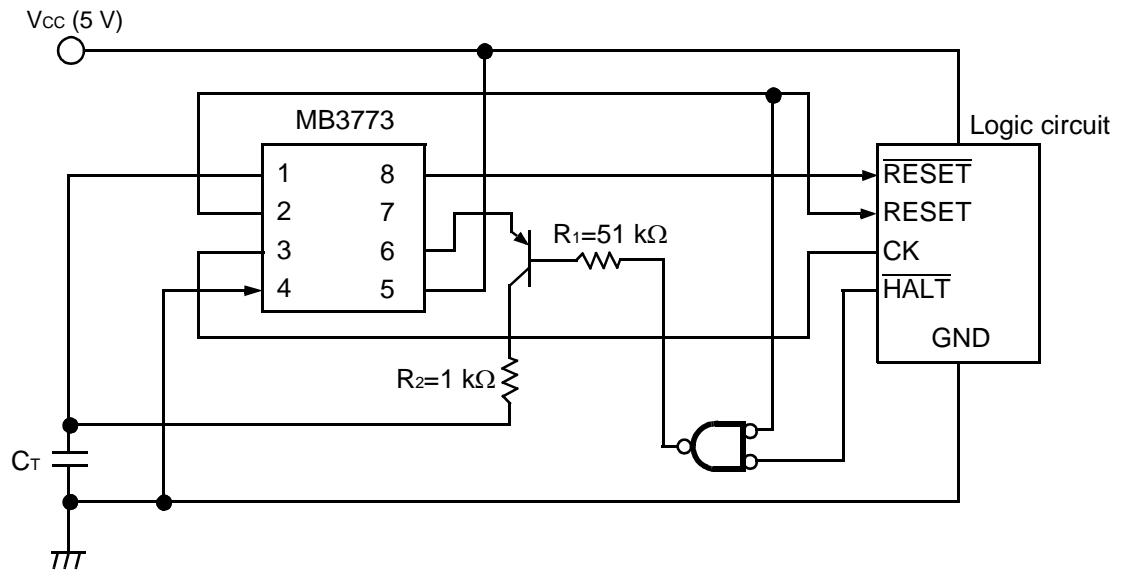 VCC (5 V)
MB3773
Logic circuit
1 8
2 7
3 6
4 5
R1=51 kΩ
RESET
RESET
CK
HALT
GND
R2=1 kΩ
CT